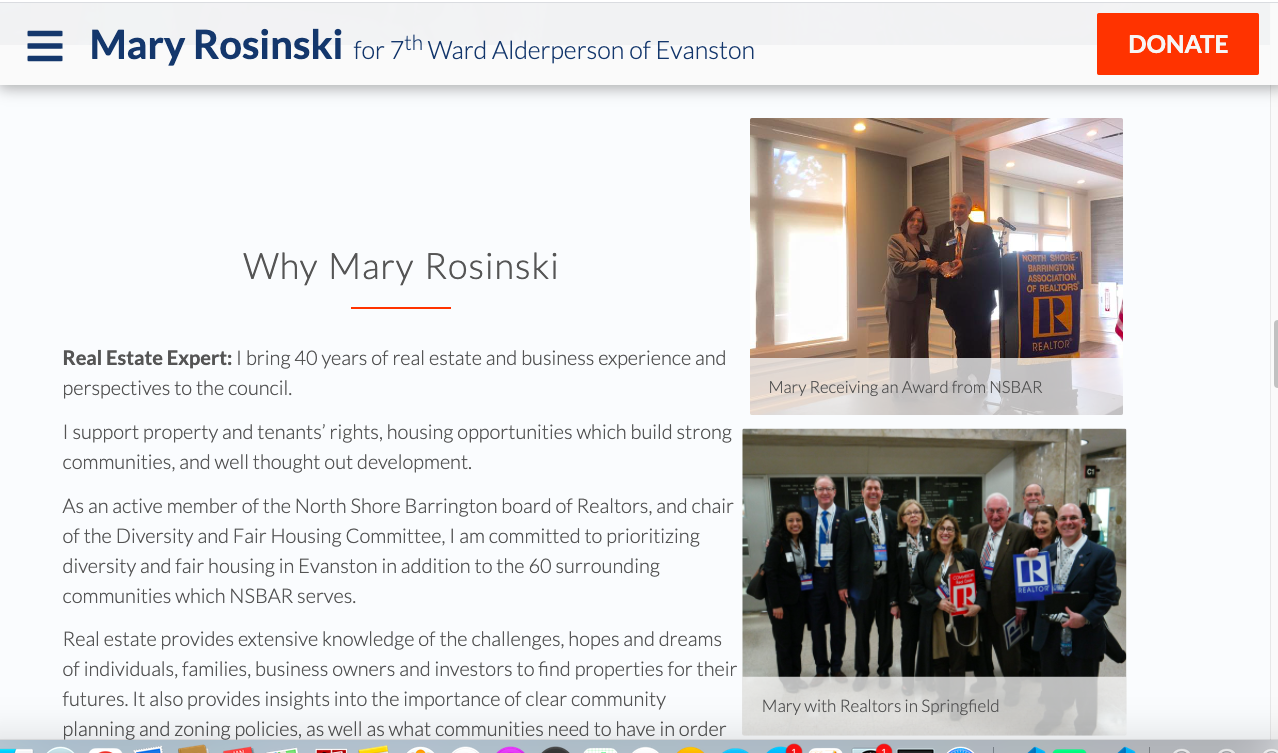 Mary Rosinski for 7th Ward Alderperson of Evanston
DONATE
Why Mary Rosinski
Real Estate Expert: I bring 40 years of real estate and business experience and
perspectives to the council.
I support property and tenants’ rights, housing opportunities which build strong
communities, and well thought out development.
As an active member of the North Shore Barrington board of Realtors, and chair
of the Diversity and Fair Housing Committee, I am committed to prioritizing
diversity and fair housing in Evanston in addition to the 60 surrounding
communities which NSBAR serves.
Real estate provides extensive knowledge of the challenges, hopes and dreams
of individuals, families, business owners and investors to find properties for their
futures. It also provides insights into the importance of clear community
planning and zoning policies, as well as what communities need to have in order
NORTH SHORE-
BARRINGTON
ASSOCIATION
OF REALTORS
R
REALTOR
Mary Receiving an Award from NSBAR
R
REALTOR
Mary with Realtors in Springfield
1
1